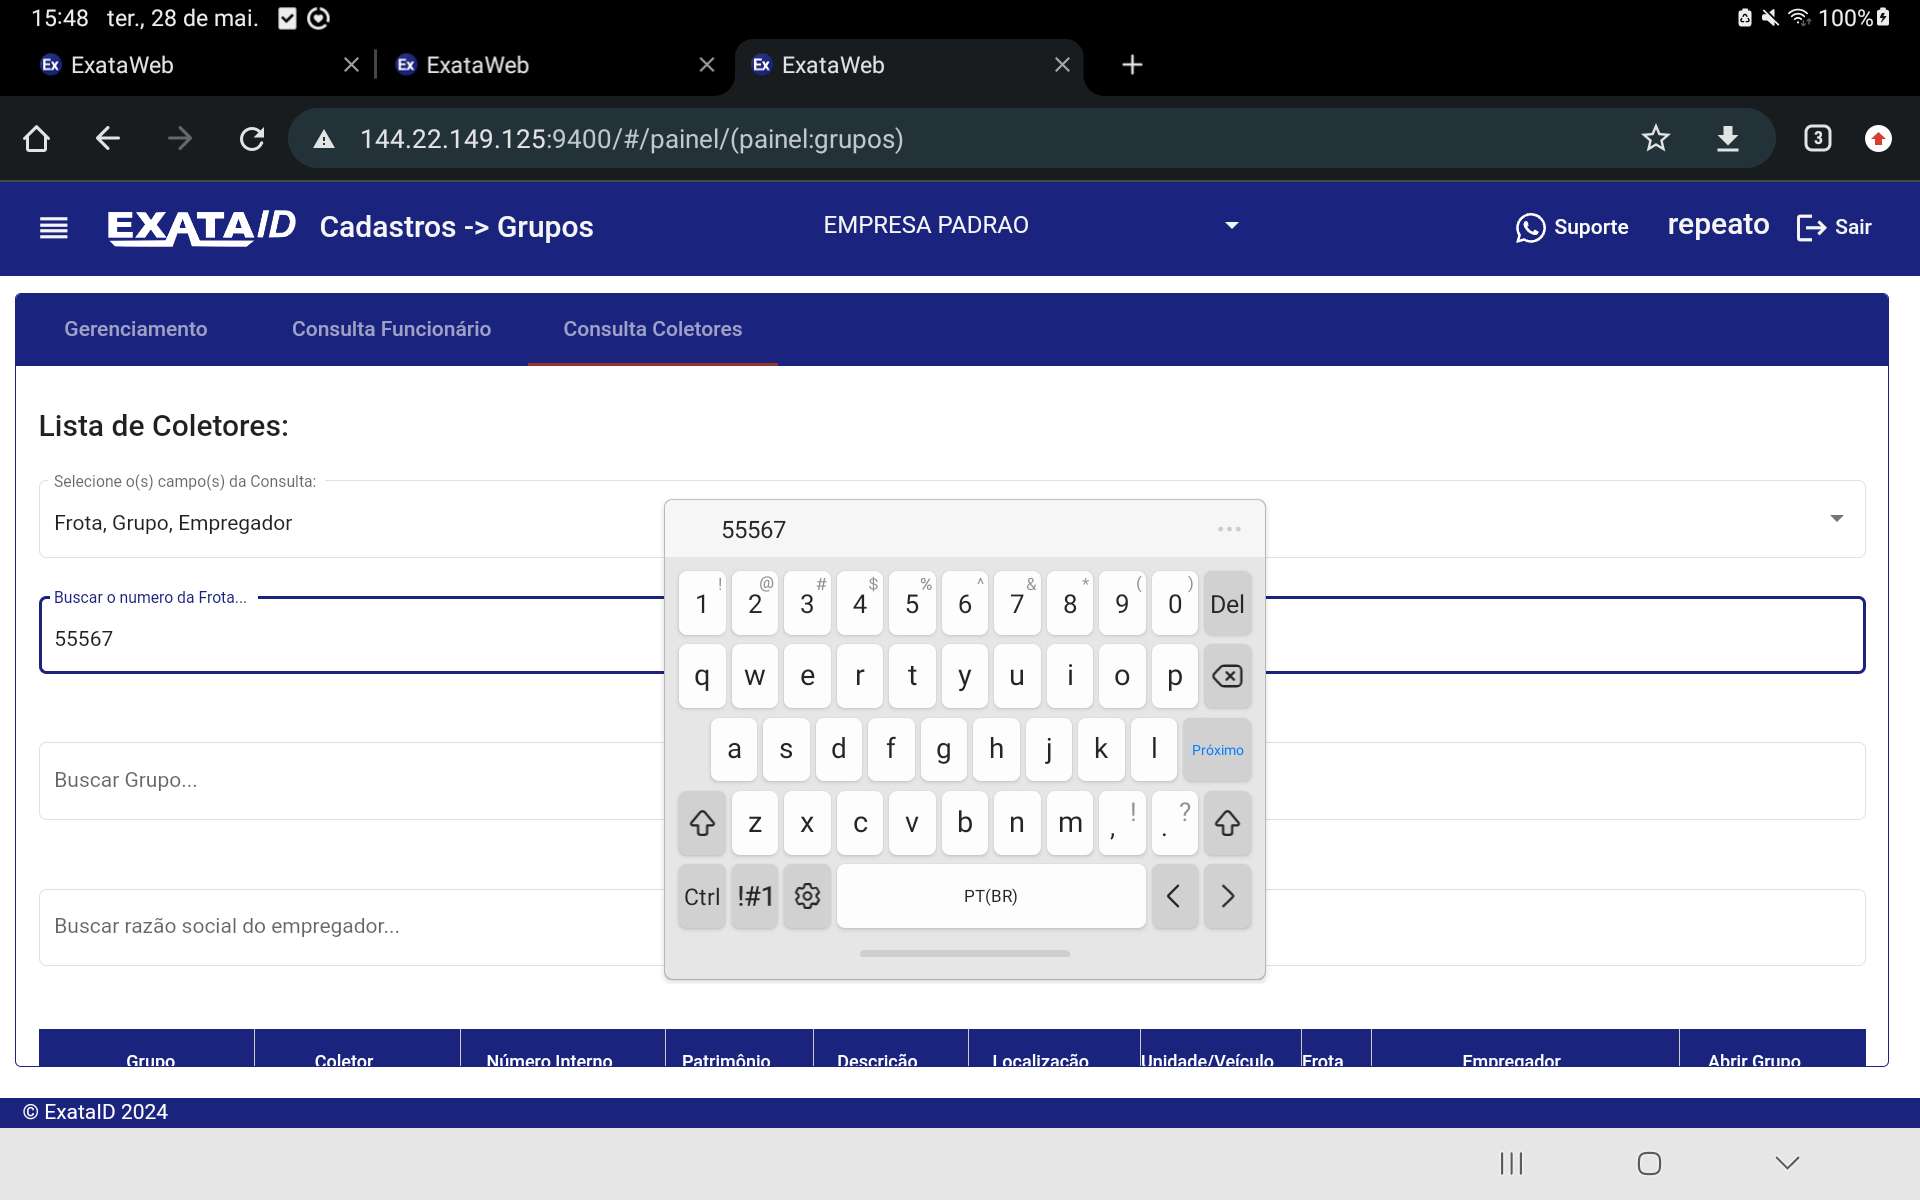 15:48 ter., 28 de mai. 100%
Ex ExataWeb Ex ExataWeb Ex ExataWeb
144.22.149.125:9400/#/painel/(painel:grupos) 3
EXATA/ID Cadastros -> Grupos EMPRESA PADRAO Suporte repeato Sair
Gerenciamento Consulta Funcionário Consulta Coletores
Lista de Coletores:
Selecione o(s) campo(s) da Consulta:
Frota, Grupo, Empregador
Buscar o numero da Frota...
55567
Buscar Grupo...
Buscar razão social do empregador...
55567
! @ # $ % ^ & * ( )
1 2 3 4 5 6 7 8 9 0 Del
q w e r t y u i o p
a s d f g h j k l Próximo
z x c v b n m , ! . ?
Ctrl !#1 PT(BR) < >
Grupo Coletor Número Interno Patrimônio Descrição Localização Unidade/Veículo Frota Empregador Abrir Grupo
© ExataID 2024